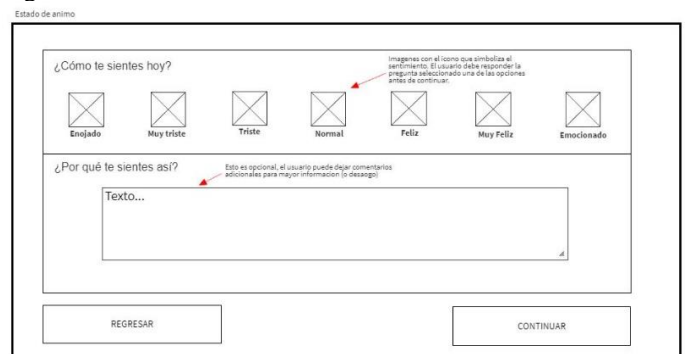 Estado de animo
¿Cómo te sientes hoy?
Imagenes con el icono que simboliza el
sentimiento. El usuario debe responder la
pregunta seleccionado una de las opciones
antes de continuar.
Enojado
Muy triste
Triste
Normal
Feliz
Muy Feliz
Emocionado
¿Por qué te sientes así?
Esto es opcional, el usuario puede dejar comentarios
adicionales para mayor informacion (o desaogo)
Texto...
REGRESAR
CONTINUAR